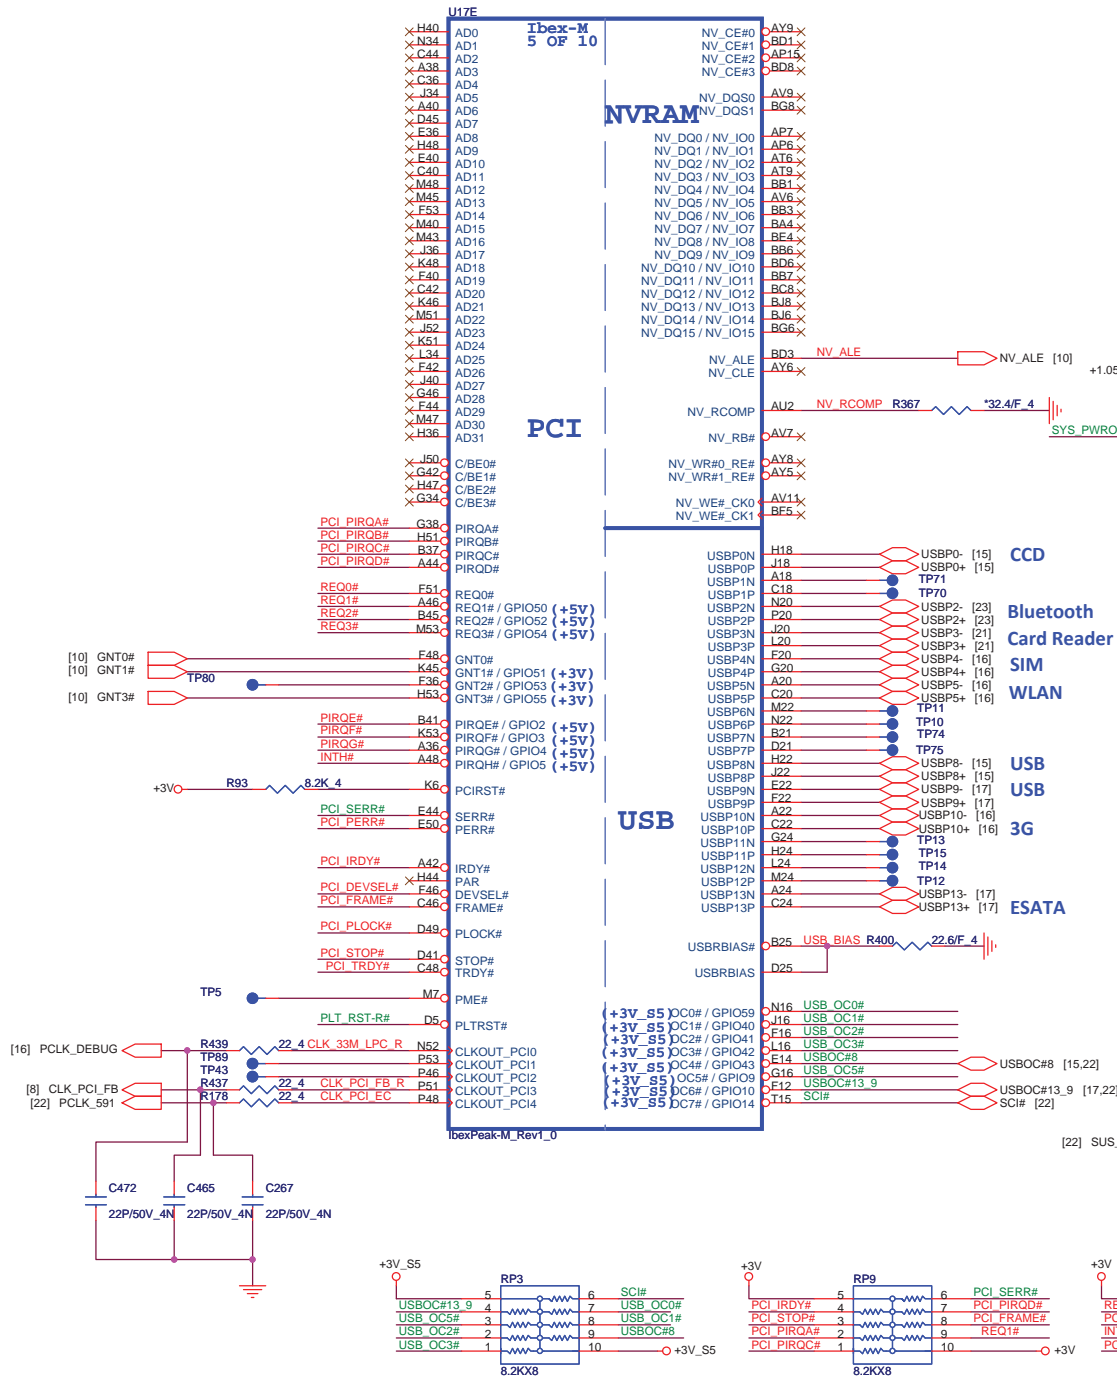 U17E
Ibex-M
5 OF 10
H40 AD0
N34 AD1
C44 AD2
A38 AD3
C36 AD4
J34 AD5
A40 AD6
D45 AD7
E36 AD8
H48 AD9
E40 AD10
C40 AD11
M48 AD12
M45 AD13
F53 AD14
M40 AD15
M43 AD16
J36 AD17
K48 AD18
F40 AD19
C42 AD20
K46 AD21
M51 AD22
J52 AD23
K51 AD24
L34 AD25
F42 AD26
J40 AD27
G46 AD28
F44 AD29
M47 AD30
H36 AD31
PCI
J50 C/BE0#
G42 C/BE1#
H47 C/BE2#
G34 C/BE3#
PCI_PIRQA# G38 PIRQA#
PCI_PIRQB# H51 PIRQB#
PCI_PIRQC# B37 PIRQC#
PCI_PIRQD# A44 PIRQD#
REQ0# F51 REQ0#
REQ1# A46 REQ1# / GPIO50 (+5V)
REQ2# B45 REQ2# / GPIO52 (+5V)
REQ3# M53 REQ3# / GPIO54 (+5V)
[10] GNT0# F48 GNT0#
[10] GNT1# K45 GNT1# / GPIO51 (+3V)
TP80 F36 GNT2# / GPIO53 (+3V)
[10] GNT3# H53 GNT3# / GPIO55 (+3V)
PIRQE# B41 PIRQE# / GPIO2 (+5V)
PIRQF# K53 PIRQF# / GPIO3 (+5V)
PIRQG# A36 PIRQG# / GPIO4 (+5V)
INTH# A48 PIRQH# / GPIO5 (+5V)
+3V R93 8.2K_4 K6 PCIRST#
PCI_SERR# E44 SERR#
PCI_PERR# E50 PERR#
PCI_IRDY# A42 IRDY#
H44 PAR
PCI_DEVSEL# F46 DEVSEL#
PCI_FRAME# C46 FRAME#
PCI_PLOCK# D49 PLOCK#
PCI_STOP# D41 STOP#
PCI_TRDY# C48 TRDY#
TP5 M7 PME#
PLT_RST-R# D5 PLTRST#
[16] PCLK_DEBUG R439 22_4 CLK_33M_LPC_R N52 CLKOUT_PCI0
TP89 P53 CLKOUT_PCI1
TP43 P46 CLKOUT_PCI2
[8] CLK_PCI_FB R437 22_4 CLK_PCI_FB_R P51 CLKOUT_PCI3
[22] PCLK_591 R178 22_4 CLK_PCI_EC P48 CLKOUT_PCI4
IbexPeak-M_Rev1_0
NVRAM
NV_CE#0 AY9
NV_CE#1 BD1
NV_CE#2 AP15
NV_CE#3 BD8
NV_DQS0 AV9
NV_DQS1 BG8
NV_DQ0 / NV_IO0 AP7
NV_DQ1 / NV_IO1 AP6
NV_DQ2 / NV_IO2 AT6
NV_DQ3 / NV_IO3 AT9
NV_DQ4 / NV_IO4 BB1
NV_DQ5 / NV_IO5 AV6
NV_DQ6 / NV_IO6 BB3
NV_DQ7 / NV_IO7 BA4
NV_DQ8 / NV_IO8 BE4
NV_DQ9 / NV_IO9 BB6
NV_DQ10 / NV_IO10 BD6
NV_DQ11 / NV_IO11 BB7
NV_DQ12 / NV_IO12 BC8
NV_DQ13 / NV_IO13 BJ8
NV_DQ14 / NV_IO14 BJ6
NV_DQ15 / NV_IO15 BG6
NV_ALE BD3 NV_ALE NV_ALE [10]
NV_CLE AY6
+1.05
NV_RCOMP AU2 NV_RCOMP R367 *32.4/F_4
NV_RB# AV7
SYS_PWRO
NV_WR#0_RE# AY8
NV_WR#1_RE# AY5
NV_WE#_CK0 AV11
NV_WE#_CK1 BF5
USB
USBP0N H18 USBP0- [15] CCD
USBP0P J18 USBP0+ [15]
USBP1N A18 TP71
USBP1P C18 TP70
USBP2N N20 USBP2- [23] Bluetooth
USBP2P P20 USBP2+ [23]
USBP3N J20 USBP3- [21] Card Reader
USBP3P L20 USBP3+ [21]
USBP4N F20 USBP4- [16] SIM
USBP4P G20 USBP4+ [16]
USBP5N A20 USBP5- [16] WLAN
USBP5P C20 USBP5+ [16]
USBP6N M22 TP11
USBP6P N22 TP10
USBP7N B21 TP74
USBP7P D21 TP75
USBP8N H22 USBP8- [15] USB
USBP8P J22 USBP8+ [15]
USBP9N E22 USBP9- [17] USB
USBP9P F22 USBP9+ [17]
USBP10N A22 USBP10- [16]
USBP10P C22 USBP10+ [16] 3G
USBP11N G24 TP13
USBP11P H24 TP15
USBP12N L24 TP14
USBP12P M24 TP12
USBP13N A24 USBP13- [17]
USBP13P C24 USBP13+ [17] ESATA
USBRBIAS# B25 USB_BIAS R400 22.6/F_4
USBRBIAS D25
(+3V_S5) OC0# / GPIO59 N16 USB_OC0#
(+3V_S5) OC1# / GPIO40 J16 USB_OC1#
(+3V_S5) OC2# / GPIO41 F16 USB_OC2#
(+3V_S5) OC3# / GPIO42 L16 USB_OC3#
(+3V_S5) OC4# / GPIO43 E14 USBOC#8 USBOC#8 [15,22]
(+3V_S5) OC5# / GPIO9 G16 USB_OC5#
(+3V_S5) OC6# / GPIO10 F12 USBOC#13_9 USBOC#13_9 [17,22]
(+3V_S5) OC7# / GPIO14 T15 SCI# SCI# [22]
[22] SUS_
C472 C465 C267
22P/50V_4N 22P/50V_4N 22P/50V_4N
+3V_S5
RP3
5 6 SCI#
USBOC#13_9 4 7 USB_OC0#
USB_OC5# 3 8 USB_OC1#
USB_OC2# 2 9 USBOC#8
USB_OC3# 1 10 +3V_S5
8.2KX8
+3V
RP9
5 6 PCI_SERR#
PCI_IRDY# 4 7 PCI_PIRQD#
PCI_STOP# 3 8 PCI_FRAME#
PCI_PIRQA# 2 9 REQ1#
PCI_PIRQC# 1 10 +3V
8.2KX8
+3V
RE
PC
IN
PC